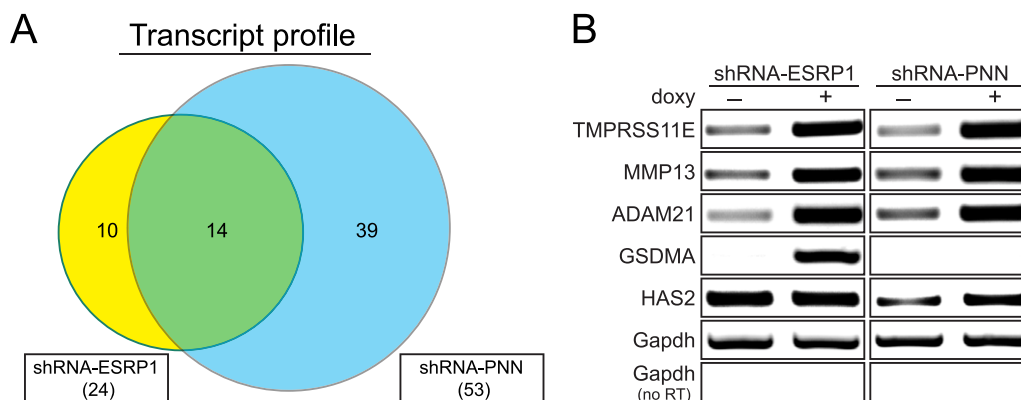 A
Transcript profile
10
14
39
shRNA-ESRP1
(24)
shRNA-PNN
(53)
B
shRNA-ESRP1
shRNA-PNN
doxy
–
+
–
+
TMPRSS11E
MMP13
ADAM21
GSDMA
HAS2
Gapdh
Gapdh
(no RT)